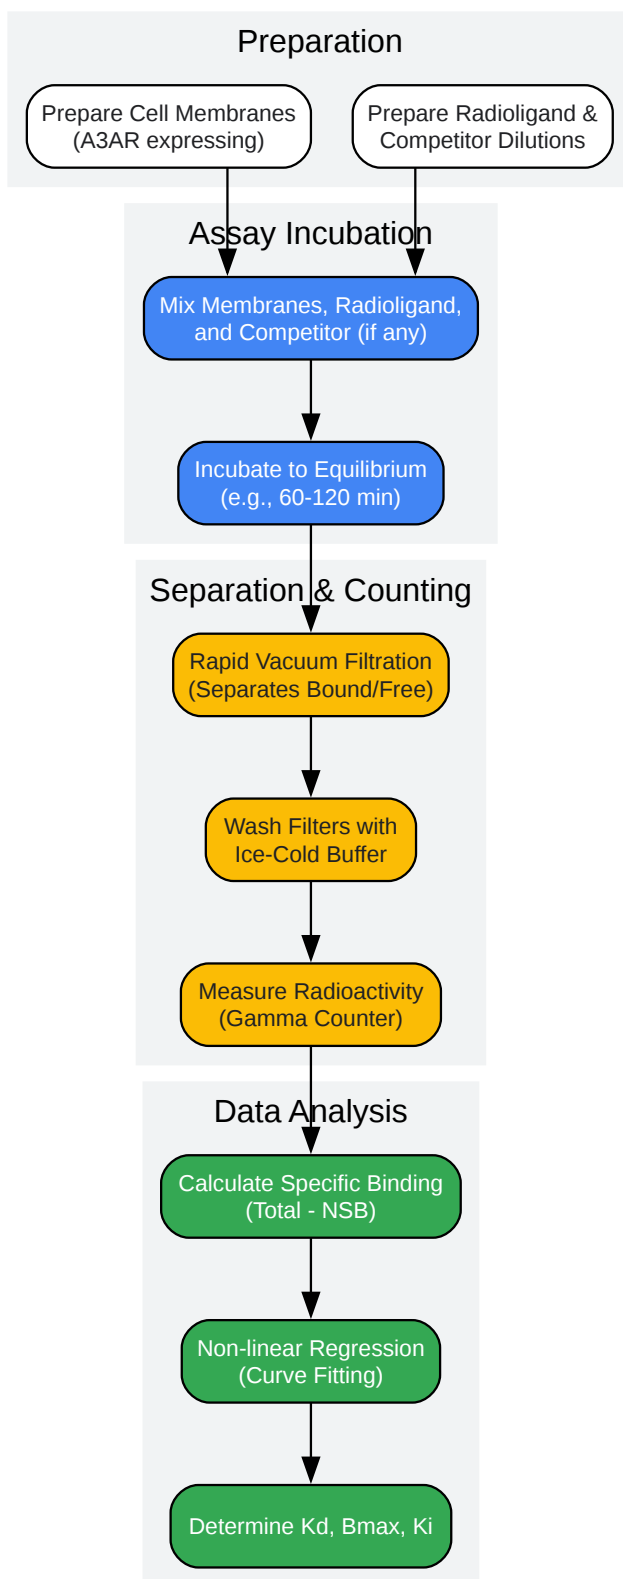 Preparation
Prepare Cell Membranes
(A3AR expressing)
Prepare Radioligand &
Competitor Dilutions
Assay Incubation
Mix Membranes, Radioligand,
and Competitor (if any)
Incubate to Equilibrium
(e.g., 60-120 min)
Separation & Counting
Rapid Vacuum Filtration
(Separates Bound/Free)
Wash Filters with
Ice-Cold Buffer
Measure Radioactivity
(Gamma Counter)
Data Analysis
Calculate Specific Binding
(Total - NSB)
Non-linear Regression
(Curve Fitting)
Determine Kd, Bmax, Ki